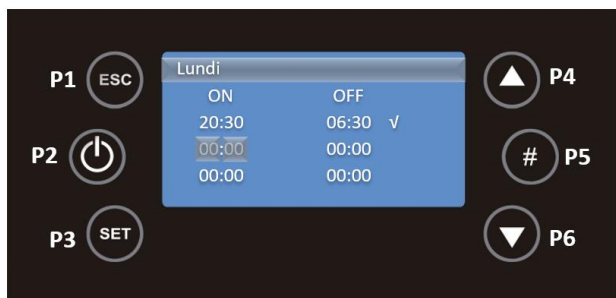 P1 ESC
P2
P3 SET
Lundi
ON OFF
20:30 06:30 √
00:00 00:00
00:00 00:00
P4
# P5
P6